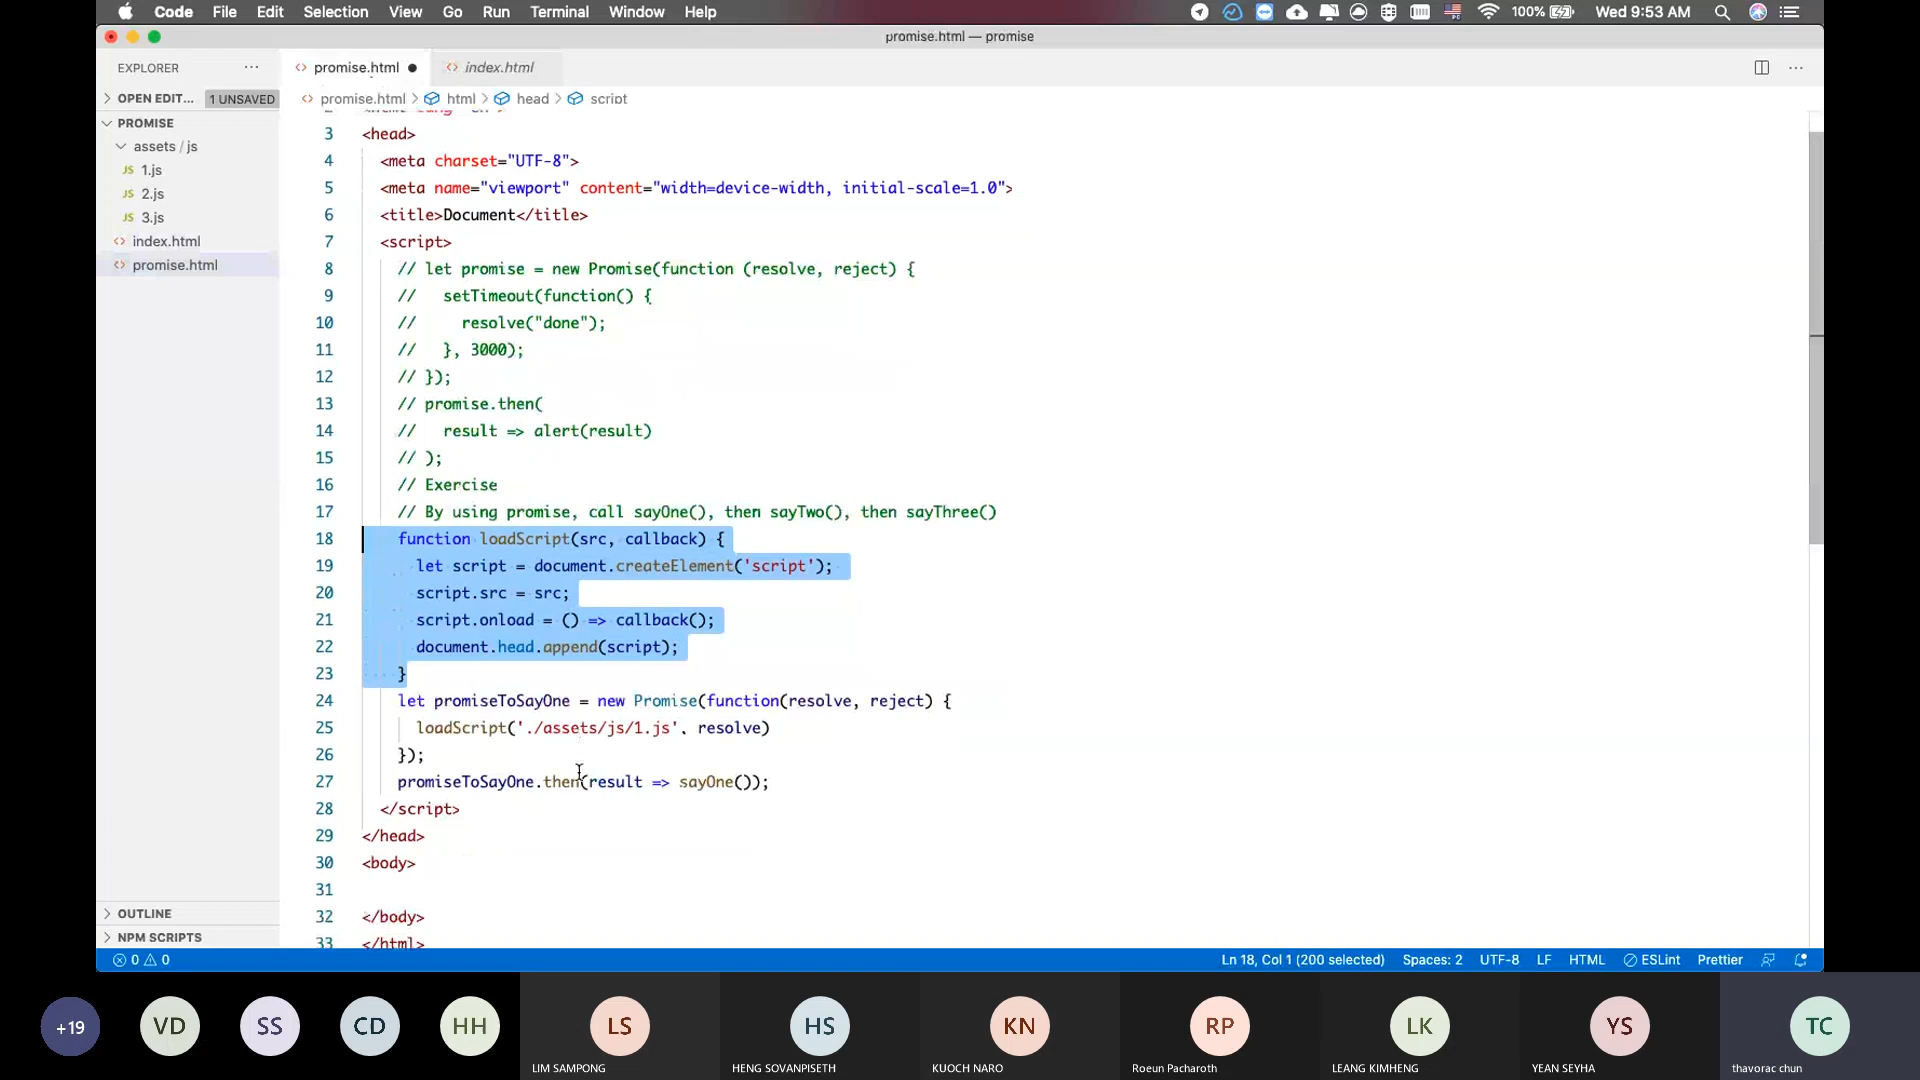 Code File Edit Selection View Go Run Terminal Window Help 100% Wed 9:53 AM
promise.html — promise
EXPLORER ··· promise.html ● index.html ···
OPEN EDIT... 1 UNSAVED promise.html > html > head > script
PROMISE
assets / js
JS 1.js
JS 2.js
JS 3.js
index.html
promise.html
3 <head>
4 <meta charset="UTF-8">
5 <meta name="viewport" content="width=device-width, initial-scale=1.0">
6 <title>Document</title>
7 <script>
8 // let promise = new Promise(function (resolve, reject) {
9 // setTimeout(function() {
10 // resolve("done");
11 // }, 3000);
12 // });
13 // promise.then(
14 // result => alert(result)
15 // );
16 // Exercise
17 // By using promise, call sayOne(), then sayTwo(), then sayThree()
18 function loadScript(src, callback) {
19 let script = document.createElement('script');
20 script.src = src;
21 script.onload = () => callback();
22 document.head.append(script);
23 }
24 let promiseToSayOne = new Promise(function(resolve, reject) {
25 loadScript('./assets/js/1.js', resolve)
26 });
27 promiseToSayOne.then(result => sayOne());
28 </script>
29 </head>
30 <body>
31
32 </body>
33 </html>
OUTLINE
NPM SCRIPTS
0 0 Ln 18, Col 1 (200 selected) Spaces: 2 UTF-8 LF HTML ESLint Prettier
+19 VD SS CD HH LS HS KN RP LK YS TC
LIM SAMPONG HENG SOVANPISETH KUOCH NARO Roeun Pacharoth LEANG KIMHENG YEAN SEYHA thavorac chun